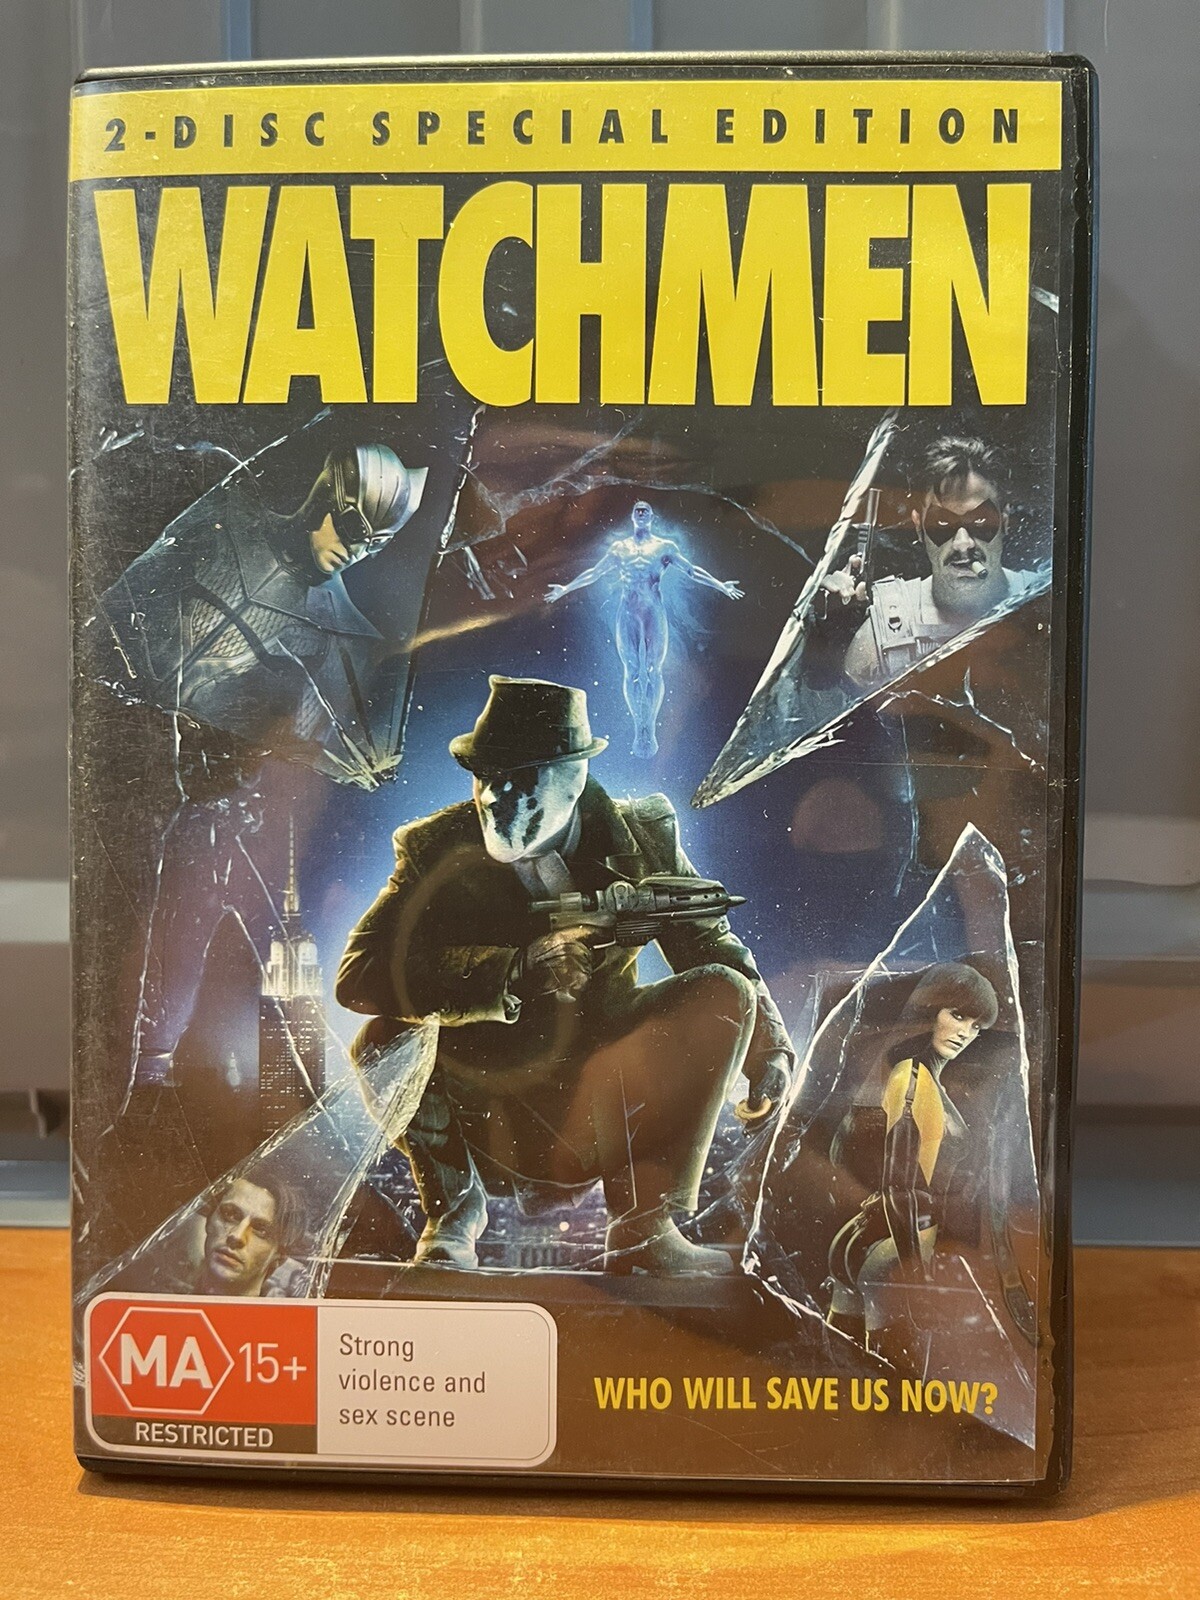 2-DISC SPECIAL EDITION
WATCHMEN
MA 15+
RESTRICTED
Strong
violence and
sex scene
WHO WILL SAVE US NOW?